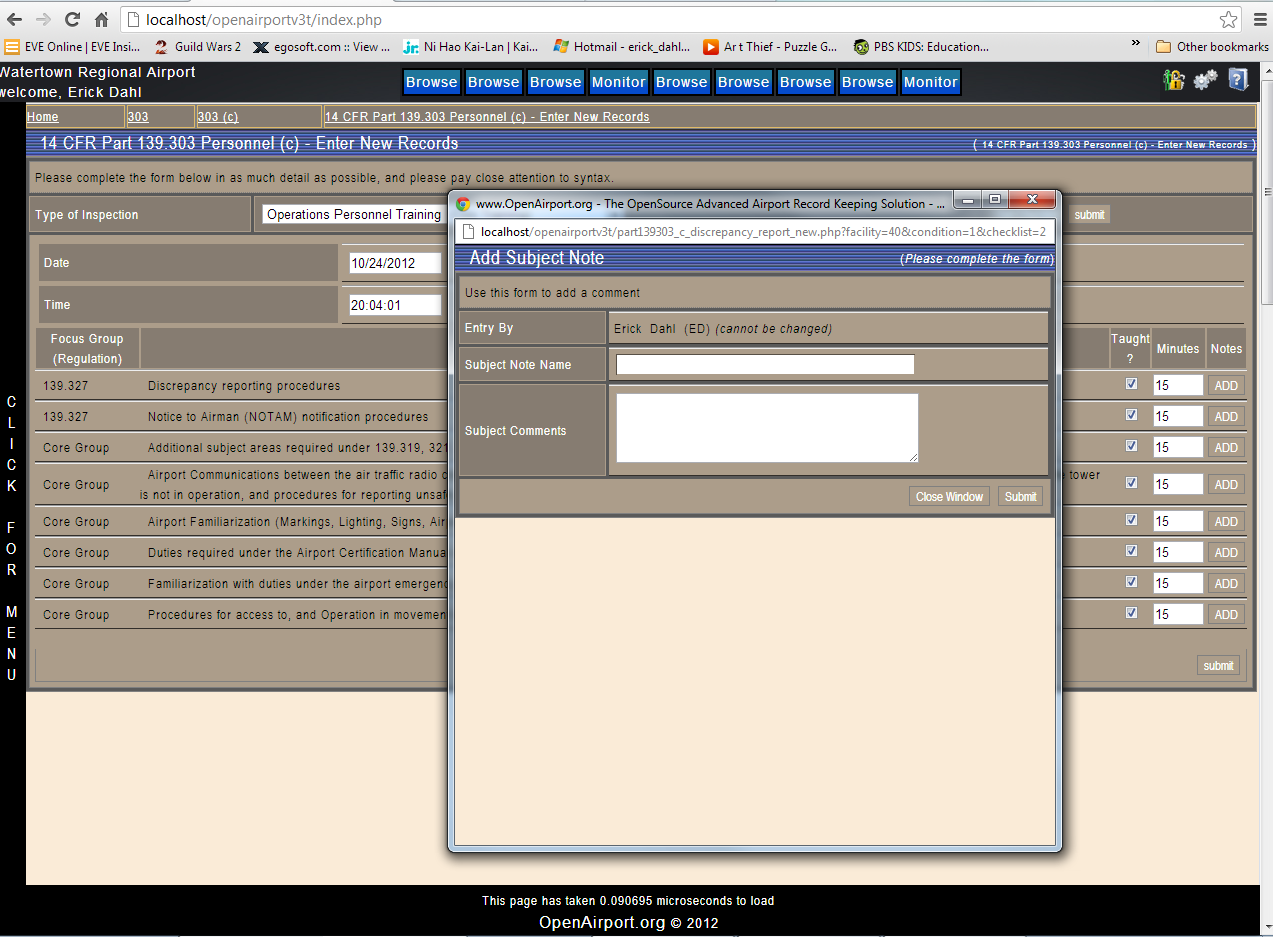 localhost/openairportv3t/index.php
EVE Online | EVE Insi... Guild Wars 2 egosoft.com :: View ... Ni Hao Kai-Lan | Kai... Hotmail - erick_dahl... Art Thief - Puzzle G... PBS KIDS: Education... » Other bookmarks
Watertown Regional Airport
welcome, Erick Dahl
Browse Browse Browse Monitor Browse Browse Browse Browse Monitor
Home 303 303 (c) 14 CFR Part 139.303 Personnel (c) - Enter New Records
14 CFR Part 139.303 Personnel (c) - Enter New Records ( 14 CFR Part 139.303 Personnel (c) - Enter New Records )
Please complete the form below in as much detail as possible, and please pay close attention to syntax.
Type of Inspection Operations Personnel Training submit
Date 10/24/2012
Time 20:04:01
Focus Group (Regulation) Taught ? Minutes Notes
139.327 Discrepancy reporting procedures 15 ADD
139.327 Notice to Airman (NOTAM) notification procedures 15 ADD
Core Group Additional subject areas required under 139.319, 321 15 ADD
Core Group Airport Communications between the air traffic radio tower
is not in operation, and procedures for reporting 15 ADD
Core Group Airport Familiarization (Markings, Lighting, Signs, 15 ADD
Core Group Duties required under the Airport Certification 15 ADD
Core Group Familiarization with duties under the airport 15 ADD
Core Group Procedures for access to, and Operation in 15 ADD
submit
CLICK FOR MENU
www.OpenAirport.org - The OpenSource Advanced Airport Record Keeping Solution - ...
localhost/openairportv3t/part139303_c_discrepancy_report_new.php?facility=40&condition=1&checklist=2
Add Subject Note (Please complete the form)
Use this form to add a comment
Entry By Erick Dahl (ED) (cannot be changed)
Subject Note Name
Subject Comments
Close Window Submit
This page has taken 0.090695 microseconds to load
OpenAirport.org © 2012